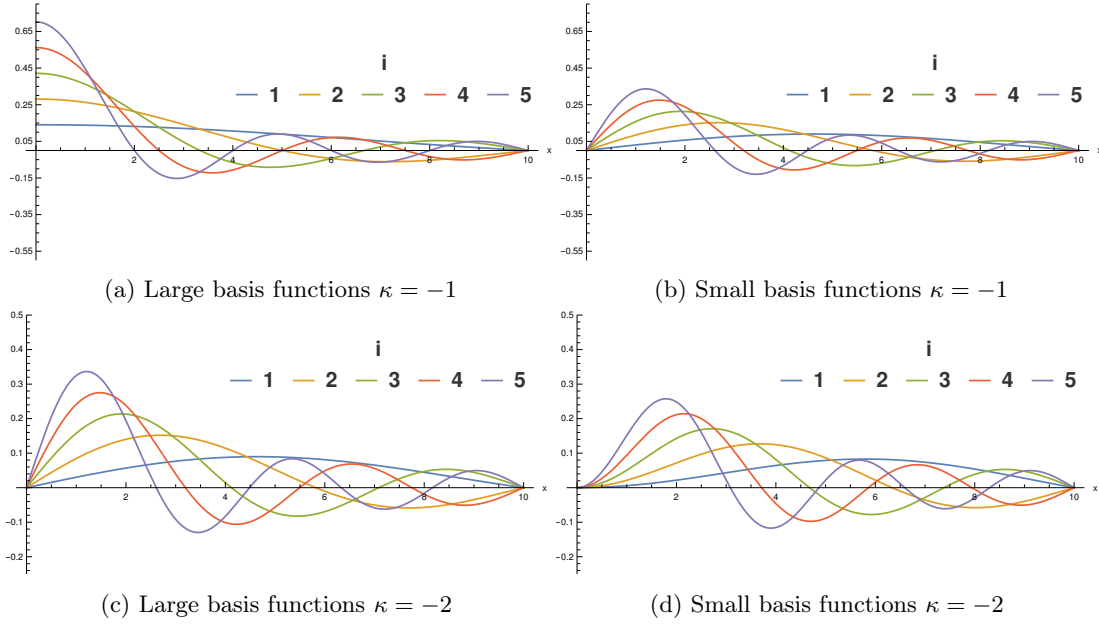 0.65
0.45
0.25
0.05
-0.15
-0.35
-0.55
2 4 6 8 10
x
i
1 2 3 4 5
(a) Large basis functions κ = −1
0.65
0.45
0.25
0.05
-0.15
-0.35
-0.55
2 4 6 8 10
x
i
1 2 3 4 5
(b) Small basis functions κ = −1
0.5
0.4
0.3
0.2
0.1
0
-0.1
-0.2
2 4 6 8 10
x
i
1 2 3 4 5
(c) Large basis functions κ = −2
0.5
0.4
0.3
0.2
0.1
0
-0.1
-0.2
2 4 6 8 10
x
i
1 2 3 4 5
(d) Small basis functions κ = −2